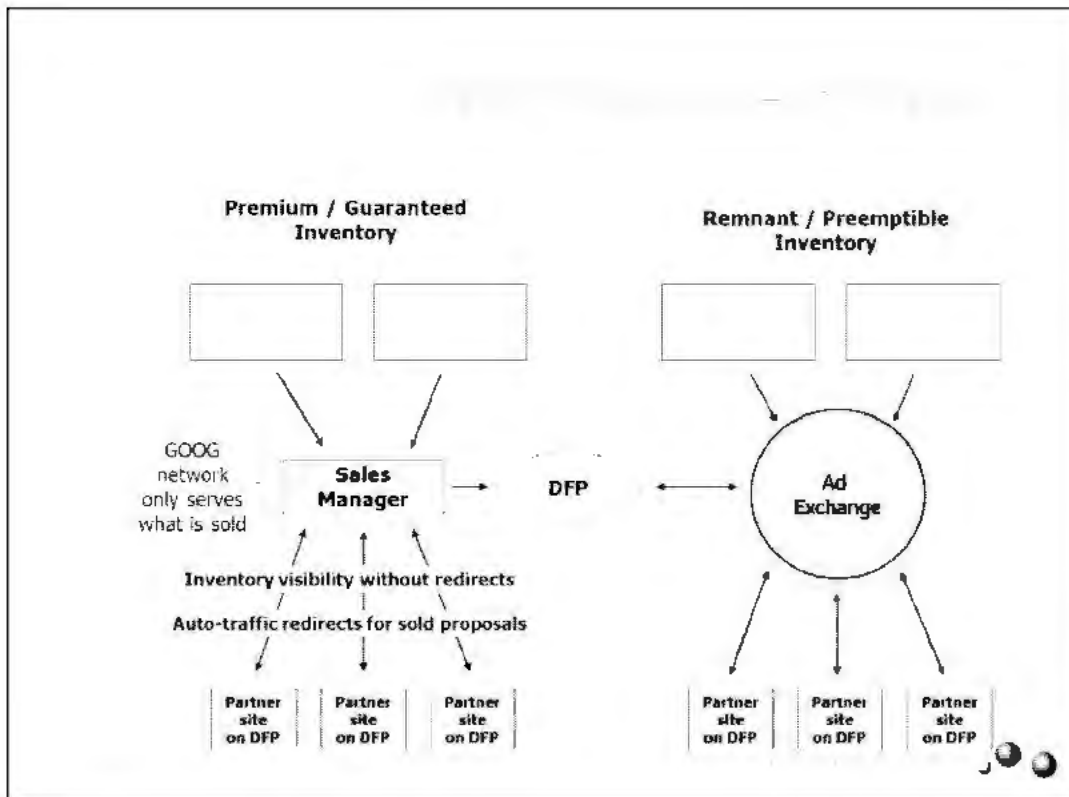 Premium / Guaranteed
Inventory
Remnant / Preemptible
Inventory
GOOG
network
only serves
what is sold
Sales
Manager
DFP
Ad
Exchange
Inventory visibility without redirects
Auto-traffic redirects for sold proposals
Partner
site
on DFP
Partner
site
on DFP
Partner
site
on DFP
Partner
site
on DFP
Partner
site
on DFP
Partner
site
on DFP